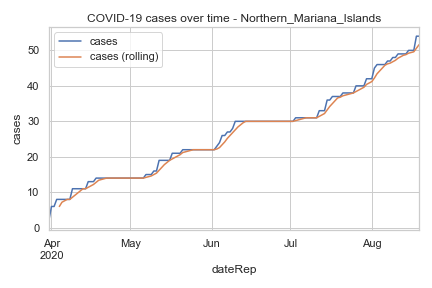 COVID-19 cases over time - Northern_Mariana_Islands
cases
cases (rolling)
50
40
30
20
10
0
cases
Apr May Jun Jul Aug
2020
dateRep